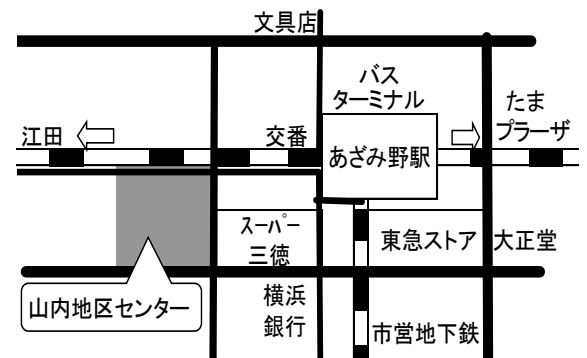 文具店
バス
ターミナル
たま
プラーザ
江田
交番
あざみ野駅
スーパー
三徳
東急ストア
大正堂
山内地区センター
横浜
銀行
市営地下鉄